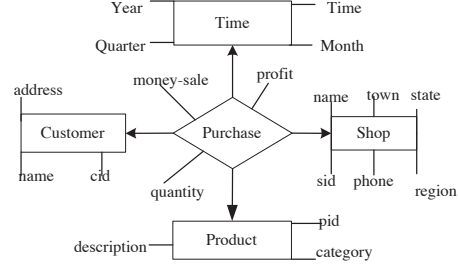 Year
Time
Time
Quarter
Month
money-sale
profit
address
name
town
state
Customer
Purchase
Shop
name
cid
quantity
sid
phone
region
pid
description
Product
category